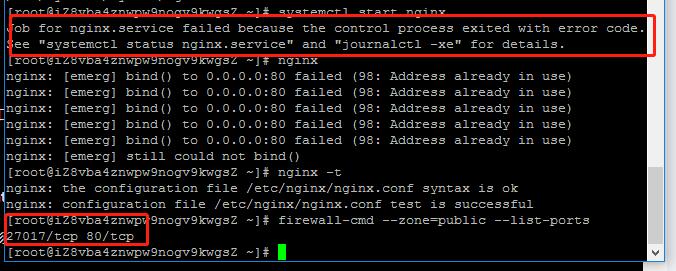 [root@iZ8vba4znwpw9nogv9kwgsZ ~]# systemctl start nginx
Job for nginx.service failed because the control process exited with error code.
See "systemctl status nginx.service" and "journalctl -xe" for details.
[root@iZ8vba4znwpw9nogv9kwgsZ ~]# nginx
nginx: [emerg] bind() to 0.0.0.0:80 failed (98: Address already in use)
nginx: [emerg] bind() to 0.0.0.0:80 failed (98: Address already in use)
nginx: [emerg] bind() to 0.0.0.0:80 failed (98: Address already in use)
nginx: [emerg] bind() to 0.0.0.0:80 failed (98: Address already in use)
nginx: [emerg] bind() to 0.0.0.0:80 failed (98: Address already in use)
nginx: [emerg] still could not bind()
[root@iZ8vba4znwpw9nogv9kwgsZ ~]# nginx -t
nginx: the configuration file /etc/nginx/nginx.conf syntax is ok
nginx: configuration file /etc/nginx/nginx.conf test is successful
[root@iZ8vba4znwpw9nogv9kwgsZ ~]# firewall-cmd --zone=public --list-ports
27017/tcp 80/tcp
[root@iZ8vba4znwpw9nogv9kwgsZ ~]#